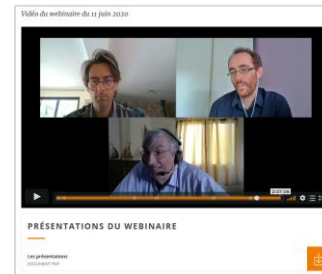 Vidéo du webinaire du 11 juin 2020
2:07:06
PRÉSENTATIONS DU WEBINAIRE
Les présentations
DOCUMENT PDF